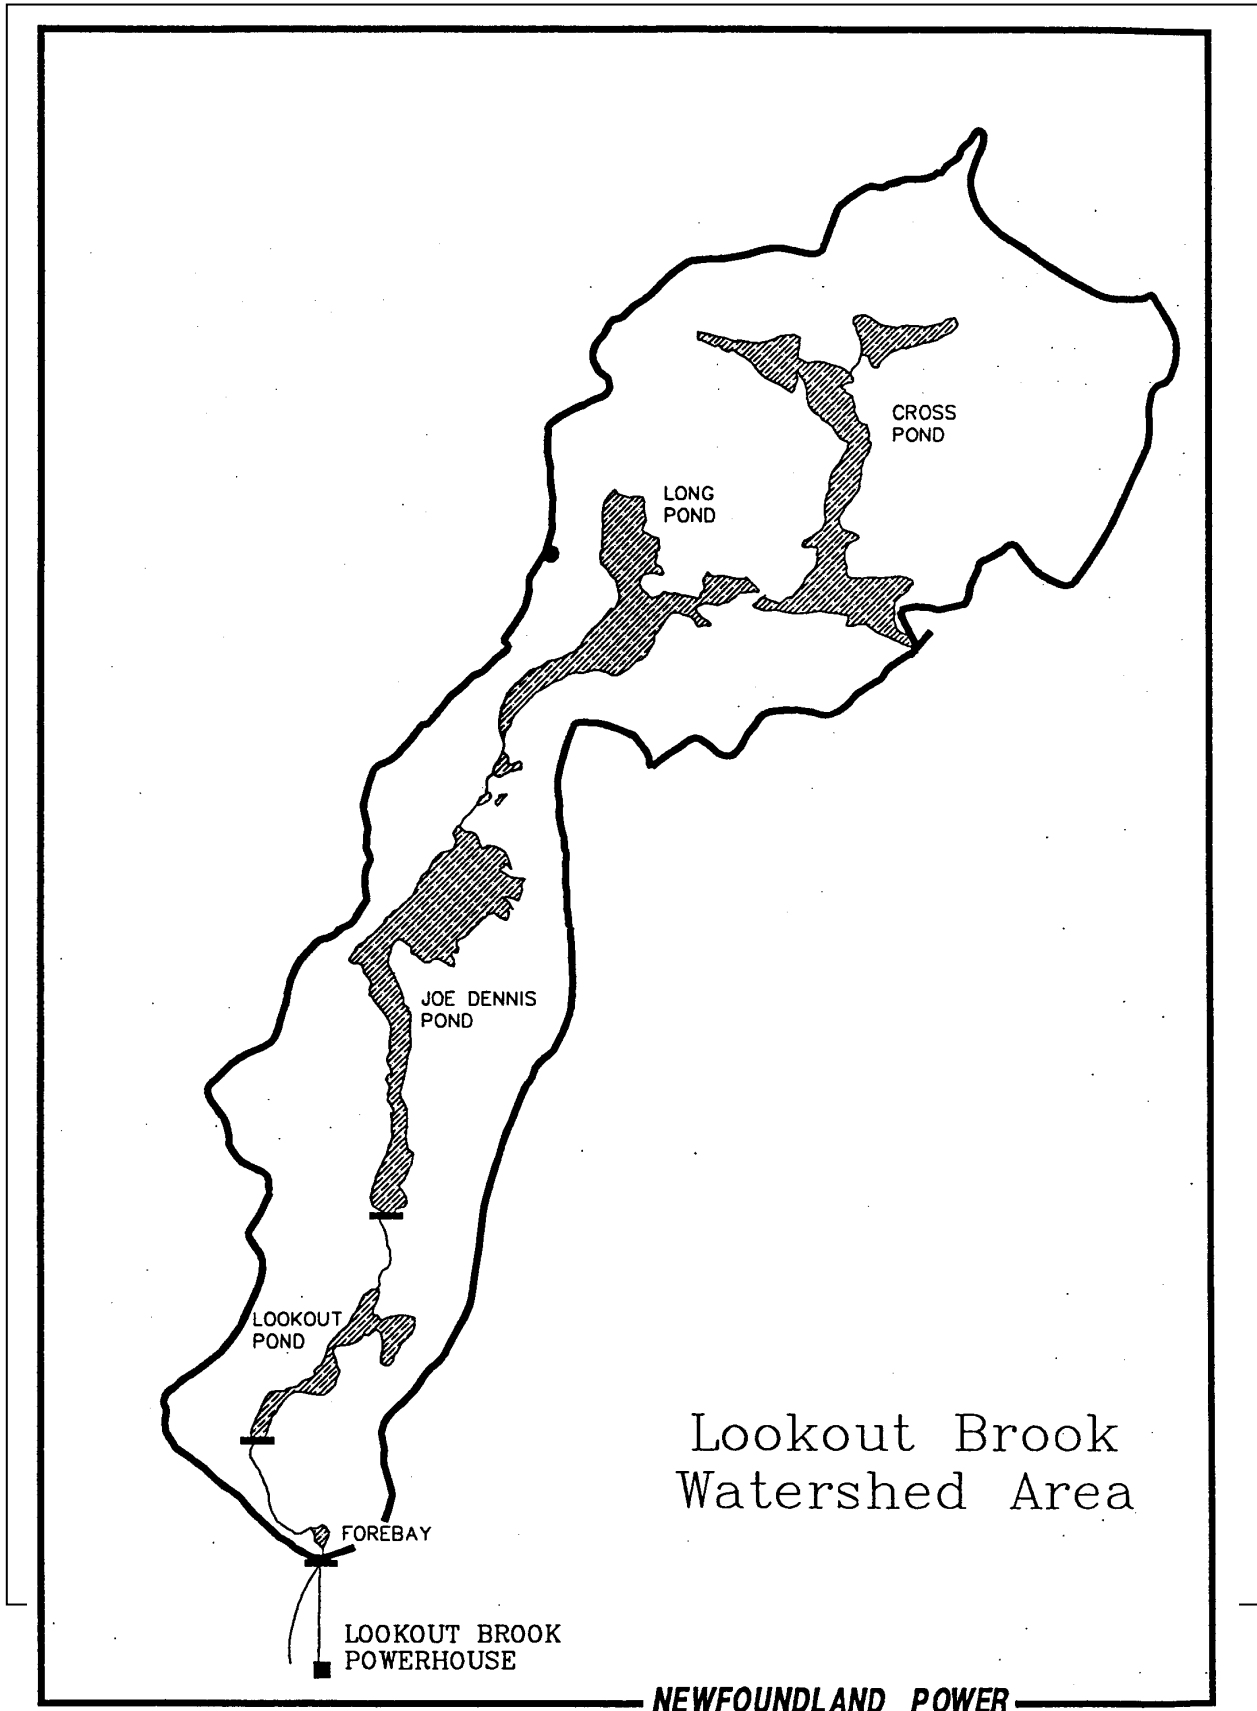 CROSS
POND
LONG
POND
JOE DENNIS
POND
LOOKOUT
POND
Lookout Brook
Watershed Area
FOREBAY
LOOKOUT BROOK
POWERHOUSE
NEWFOUNDLAND POWER